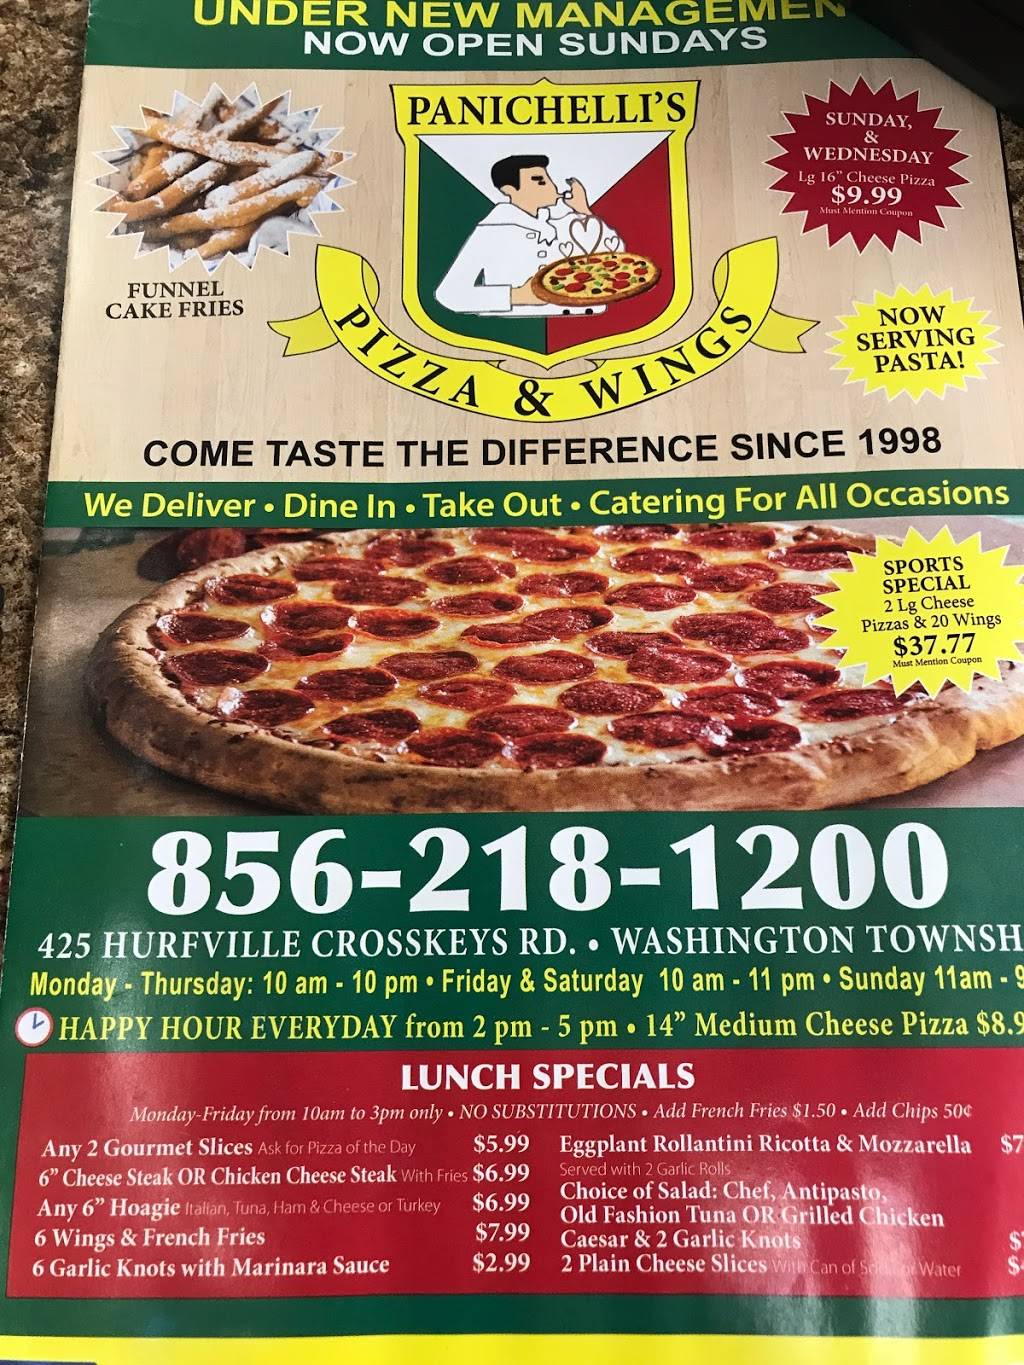 UNDER NEW MANAGEMEN
NOW OPEN SUNDAYS
PANICHELLI'S
PIZZA & WINGS
FUNNEL
CAKE FRIES
SUNDAY,
&
WEDNESDAY
Lg 16" Cheese Pizza
$9.99
Must Mention Coupon
NOW
SERVING
PASTA!
COME TASTE THE DIFFERENCE SINCE 1998
We Deliver • Dine In • Take Out • Catering For All Occasions
SPORTS
SPECIAL
2 Lg Cheese
Pizzas & 20 Wings
$37.77
Must Mention Coupon
856-218-1200
425 HURFVILLE CROSSKEYS RD. • WASHINGTON TOWNSH
Monday - Thursday: 10 am - 10 pm • Friday & Saturday 10 am - 11 pm • Sunday 11am - 9
HAPPY HOUR EVERYDAY from 2 pm - 5 pm • 14" Medium Cheese Pizza $8.9
LUNCH SPECIALS
Monday-Friday from 10am to 3pm only • NO SUBSTITUTIONS • Add French Fries $1.50 • Add Chips 50¢
Any 2 Gourmet Slices Ask for Pizza of the Day $5.99
6" Cheese Steak OR Chicken Cheese Steak With Fries $6.99
Any 6" Hoagie Italian, Tuna, Ham & Cheese or Turkey $6.99
6 Wings & French Fries $7.99
6 Garlic Knots with Marinara Sauce $2.99
Eggplant Rollantini Ricotta & Mozzarella $7
Served with 2 Garlic Rolls
Choice of Salad: Chef, Antipasto,
Old Fashion Tuna OR Grilled Chicken
Caesar & 2 Garlic Knots $
2 Plain Cheese Slices With Can of Soda or Water $